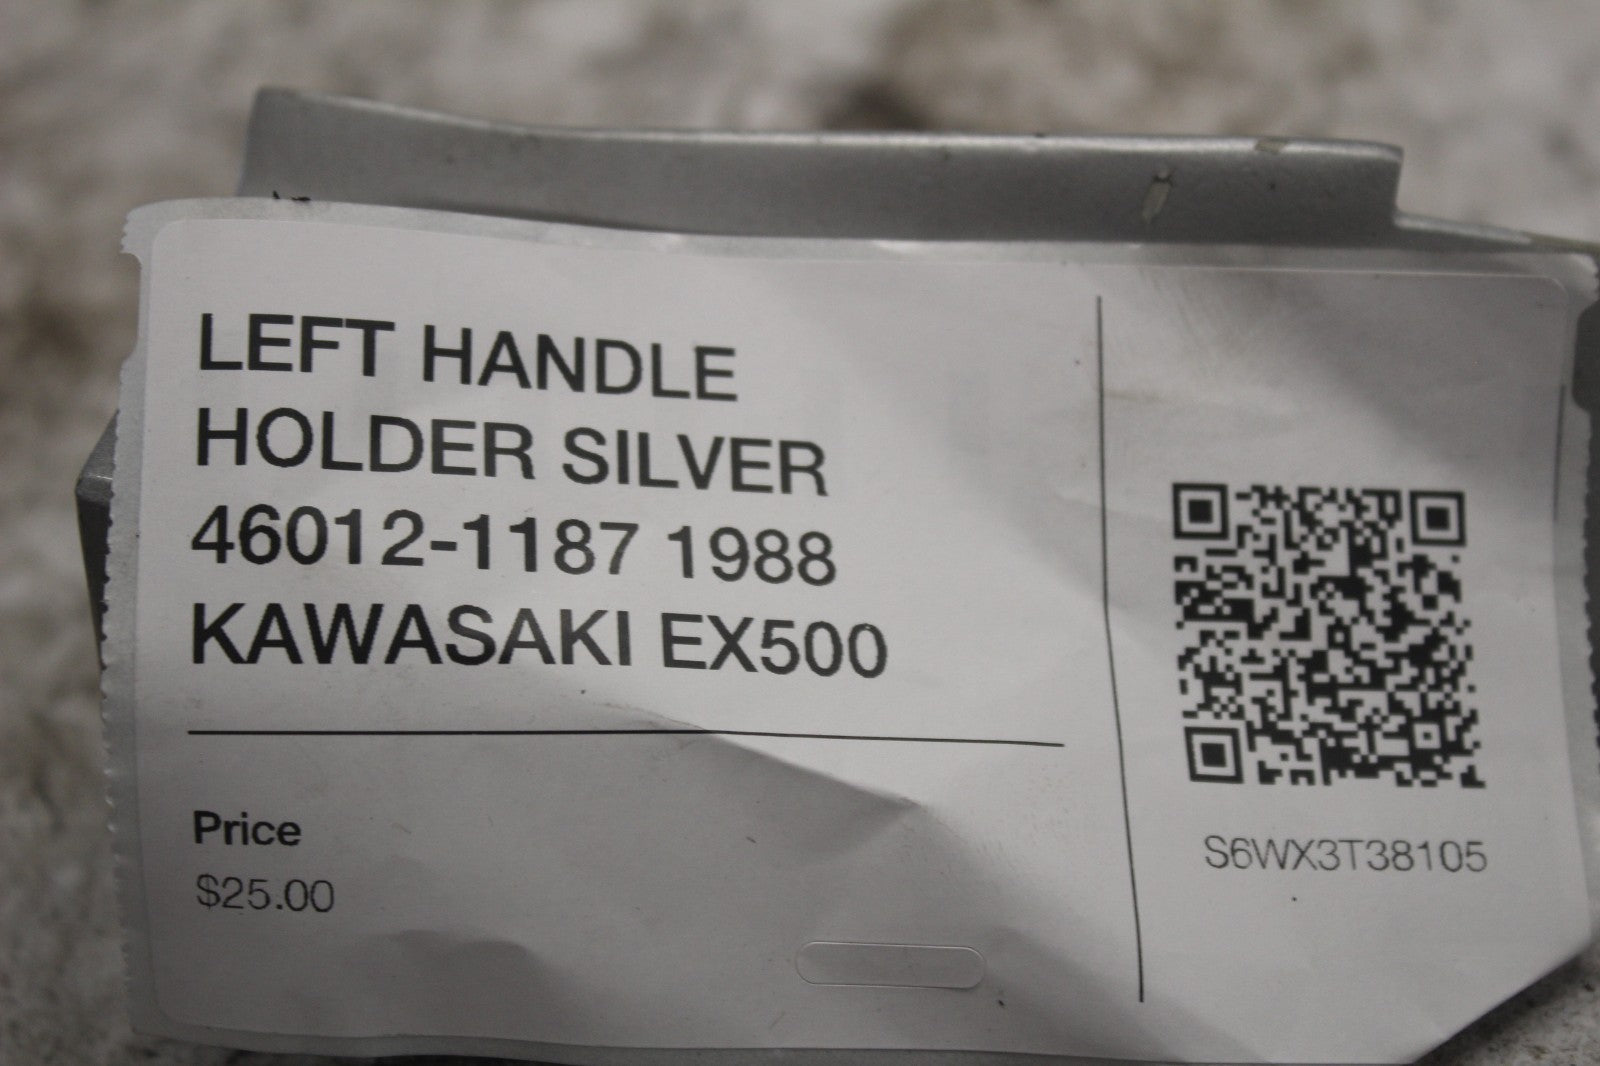 LEFT HANDLE
HOLDER SILVER
46012-1187 1988
KAWASAKI EX500
Price
$25.00
S6WX3T38105